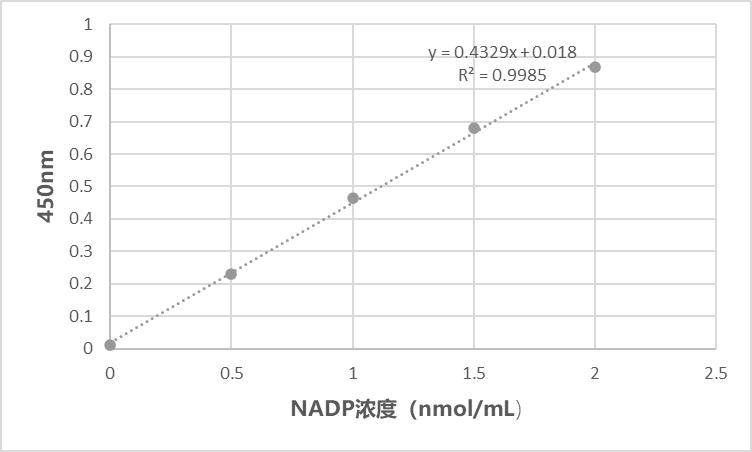 1
0.9
y = 0.4329x + 0.018
0.8
R² = 0.9985
0.7
0.6
0.5
450nm
0.4
0.3
0.2
0.1
0
0 0.5 1 1.5 2 2.5
NADP浓度（nmol/mL）